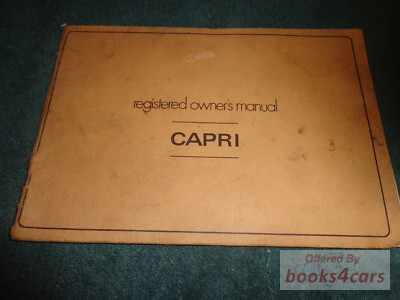 registered owner's manual
CAPRI
Offered By
books4cars